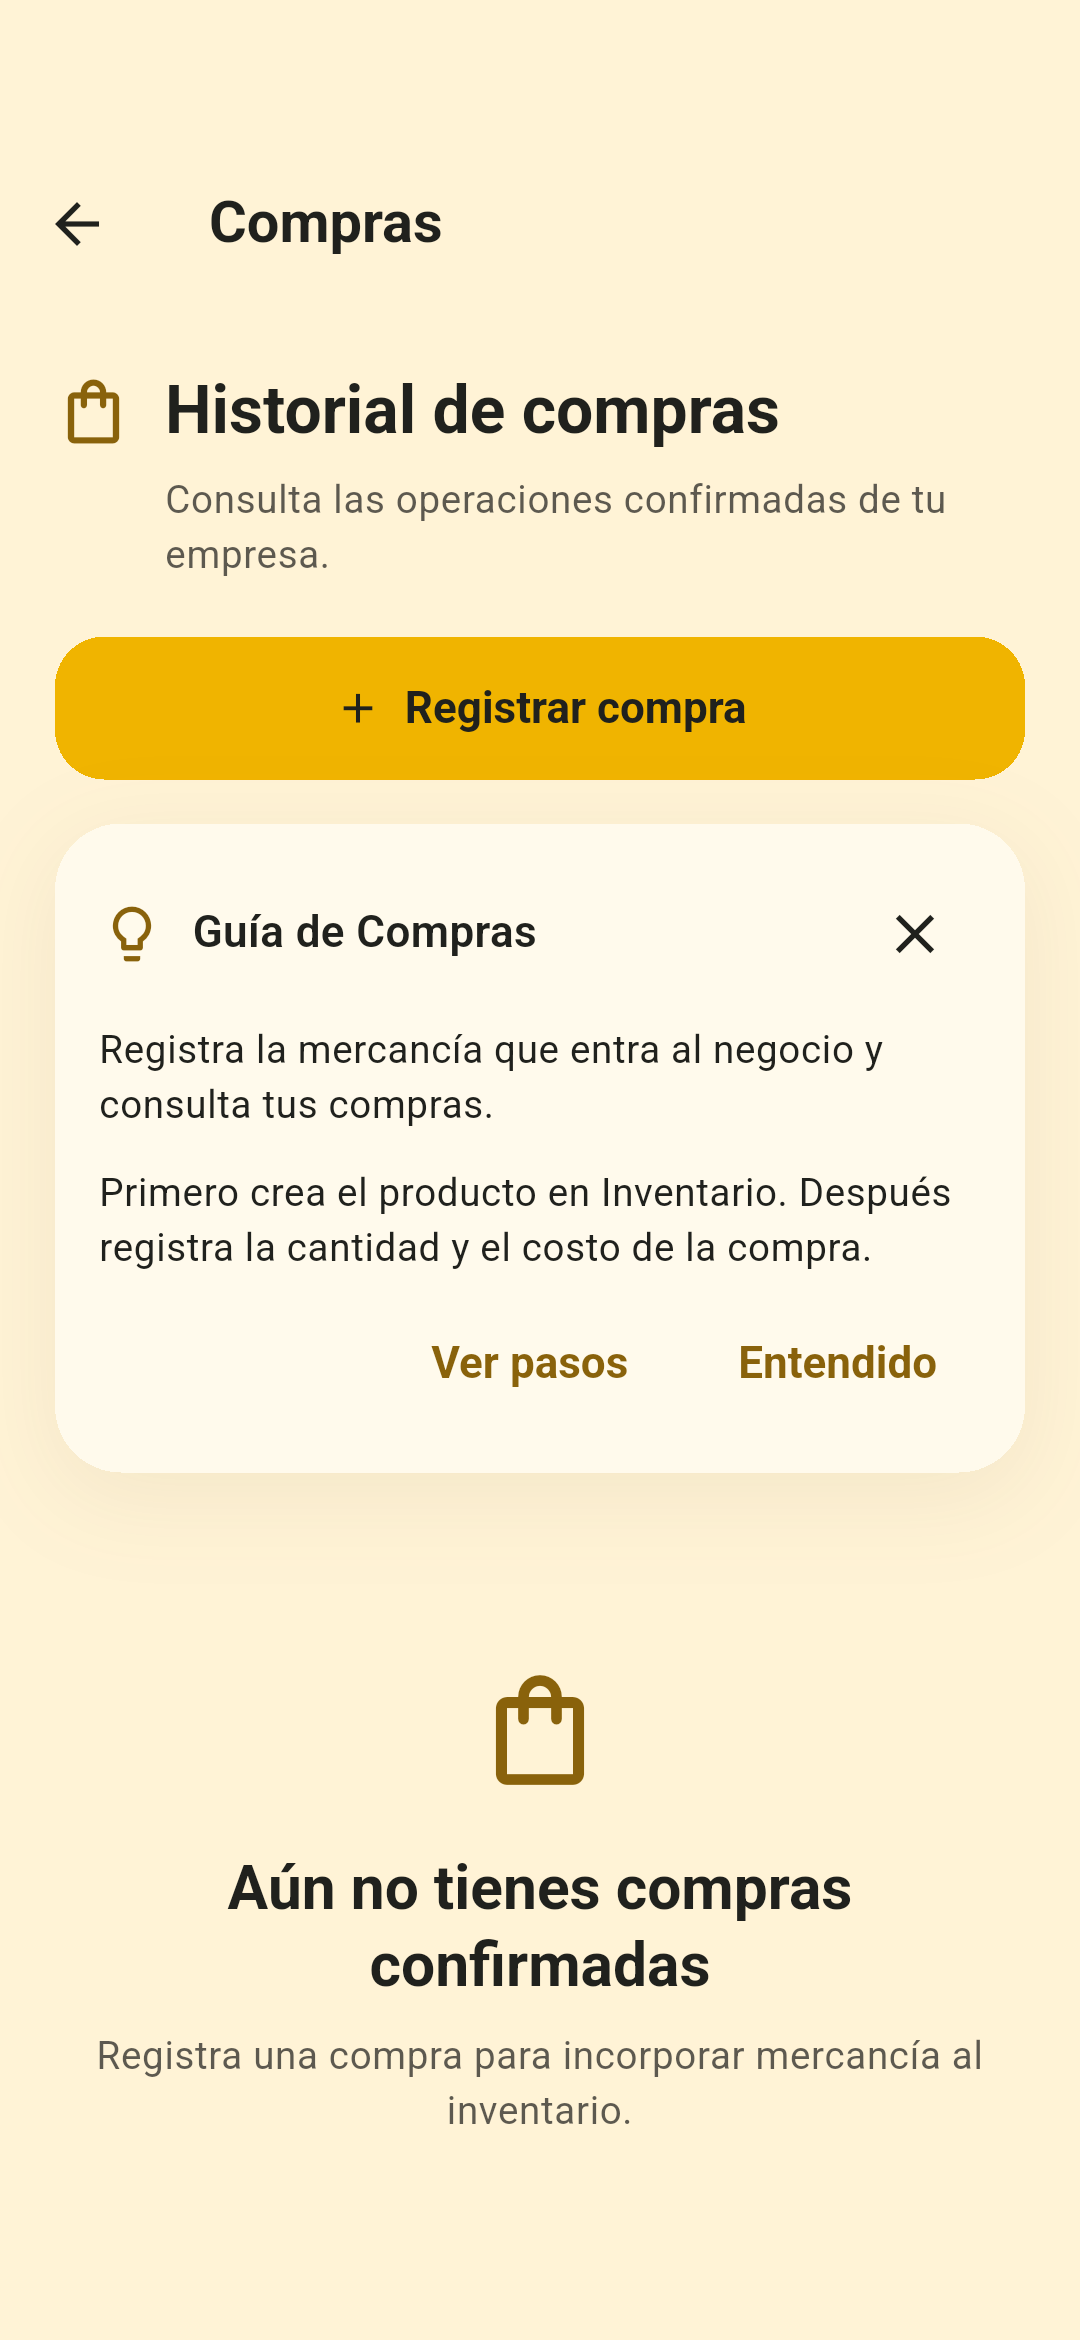 Compras
Historial de compras
Consulta las operaciones confirmadas de tu
empresa.
Registrar compra
Guía de Compras
Registra la mercancía que entra al negocio y
consulta tus compras.
Primero crea el producto en Inventario. Después
registra la cantidad y el costo de la compra.
Ver pasos Entendido
Aún no tienes compras
confirmadas
Registra una compra para incorporar mercancía al
inventario.